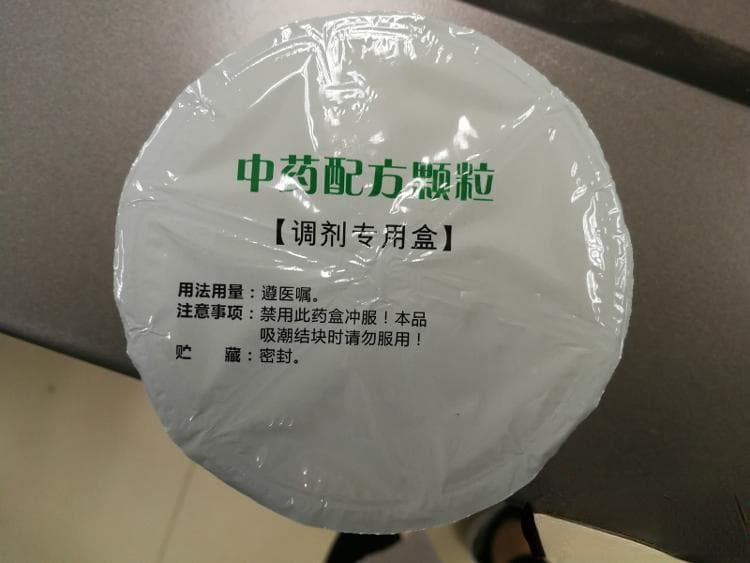 中药配方颗粒
【调剂专用盒】
用法用量：遵医嘱。
注意事项：禁用此药盒冲服！本品
吸潮结块时请勿服用！
贮 藏：密封。